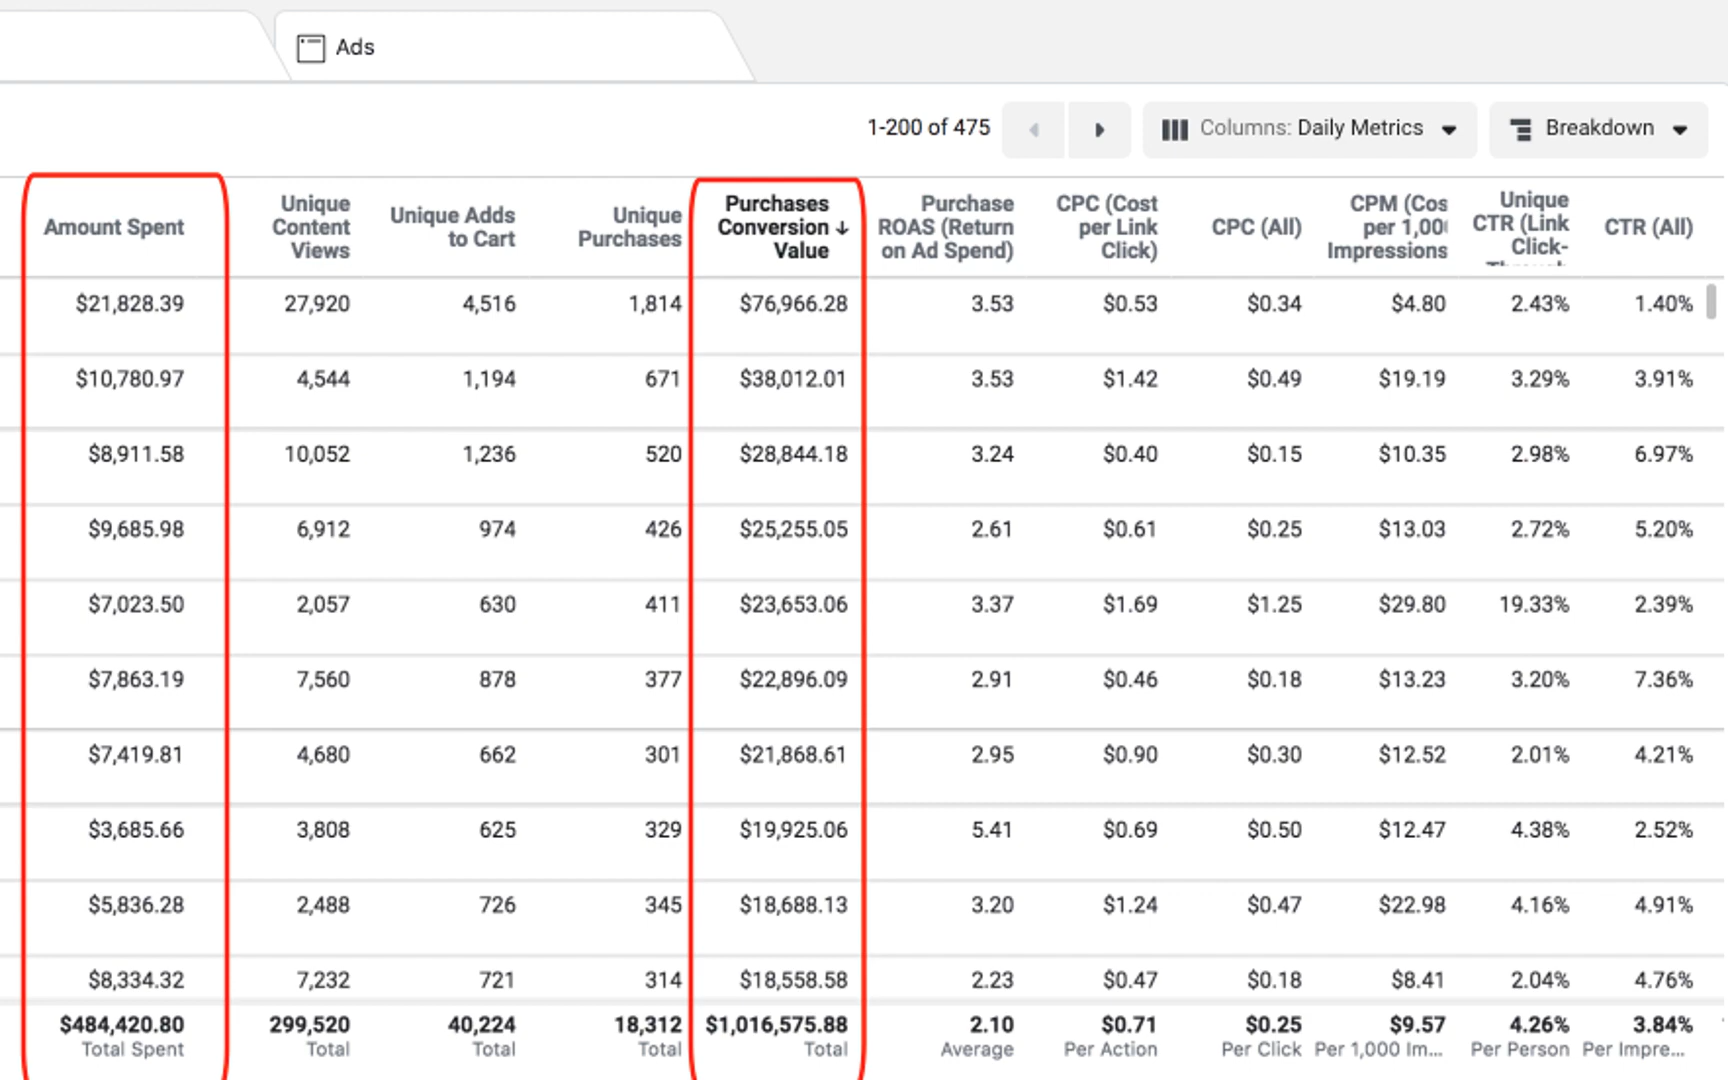 Ads
1-200 of 475
Columns: Daily Metrics
Breakdown
Amount Spent
Unique Content Views
Unique Adds to Cart
Unique Purchases
Purchases Conversion ↓ Value
Purchase ROAS (Return on Ad Spend)
CPC (Cost per Link Click)
CPC (All)
CPM (Cos per 1,00 Impressions
Unique CTR (Link Click-
CTR (All)
$21,828.39 27,920 4,516 1,814 $76,966.28 3.53 $0.53 $0.34 $4.80 2.43% 1.40%
$10,780.97 4,544 1,194 671 $38,012.01 3.53 $1.42 $0.49 $19.19 3.29% 3.91%
$8,911.58 10,052 1,236 520 $28,844.18 3.24 $0.40 $0.15 $10.35 2.98% 6.97%
$9,685.98 6,912 974 426 $25,255.05 2.61 $0.61 $0.25 $13.03 2.72% 5.20%
$7,023.50 2,057 630 411 $23,653.06 3.37 $1.69 $1.25 $29.80 19.33% 2.39%
$7,863.19 7,560 878 377 $22,896.09 2.91 $0.46 $0.18 $13.23 3.20% 7.36%
$7,419.81 4,680 662 301 $21,868.61 2.95 $0.90 $0.30 $12.52 2.01% 4.21%
$3,685.66 3,808 625 329 $19,925.06 5.41 $0.69 $0.50 $12.47 4.38% 2.52%
$5,836.28 2,488 726 345 $18,688.13 3.20 $1.24 $0.47 $22.98 4.16% 4.91%
$8,334.32 7,232 721 314 $18,558.58 2.23 $0.47 $0.18 $8.41 2.04% 4.76%
$484,420.80 299,520 40,224 18,312 $1,016,575.88 2.10 $0.71 $0.25 $9.57 4.26% 3.84%
Total Spent Total Total Total Total Average Per Action Per Click Per 1,000 Im... Per Person Per Impre...